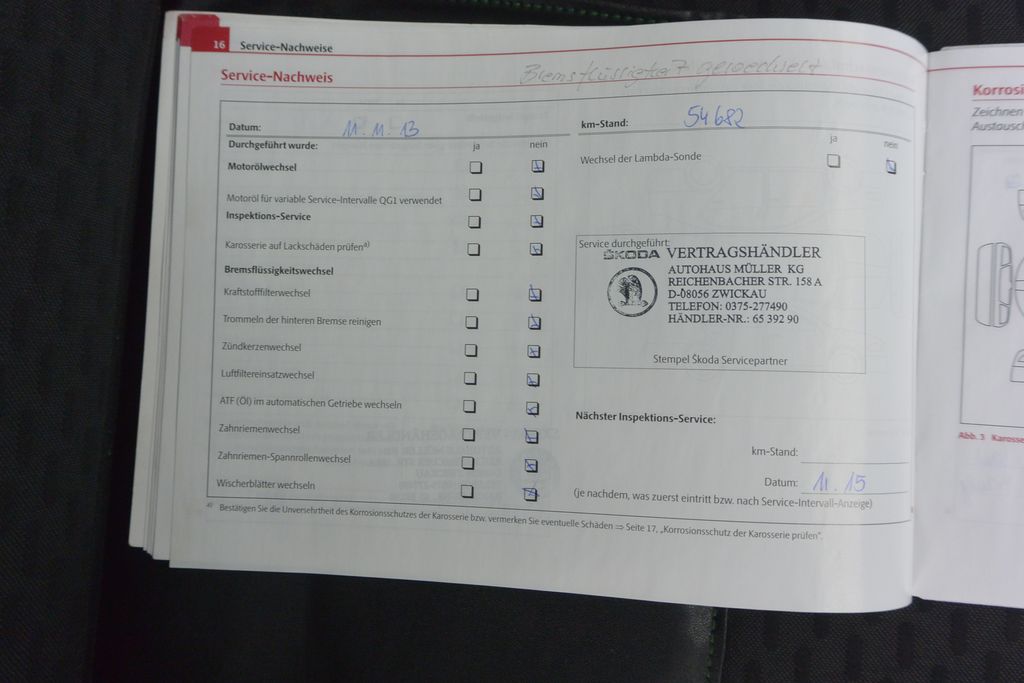 16 Service-Nachweise
Service-Nachweis
Bremsflüssigkeit gewechselt
Datum: 11. 11. 13
km-Stand: 54682
Durchgeführt wurde: ja nein
ja nein
Motorölwechsel
Wechsel der Lambda-Sonde
Motoröl für variable Service-Intervalle QG1 verwendet
Inspektions-Service
Karosserie auf Lackschäden prüfen a)
Bremsflüssigkeitswechsel
Kraftstofffilterwechsel
Trommeln der hinteren Bremse reinigen
Zündkerzenwechsel
Luftfiltereinsatzwechsel
ATF (Öl) im automatischen Getriebe wechseln
Zahnriemenwechsel
Zahnriemen-Spannrollenwechsel
Wischerblätter wechseln
Service durchgeführt:
ŠKODA VERTRAGSHÄNDLER
AUTOHAUS MÜLLER KG
REICHENBACHER STR. 158 A
D-08056 ZWICKAU
TELEFON: 0375-277490
HÄNDLER-NR.: 65 392 90
Stempel Škoda Servicepartner
Nächster Inspektions-Service:
km-Stand:
Datum: 11. 15
(je nachdem, was zuerst eintritt bzw. nach Service-Intervall-Anzeige)
a) Bestätigen Sie die Unversehrtheit des Korrosionsschutzes der Karosserie bzw. vermerken Sie eventuelle Schäden ⇒ Seite 17, „Korrosionsschutz der Karosserie prüfen“.
Korrosi
Zeichnen
Austausc
Abb. 3 Karosse